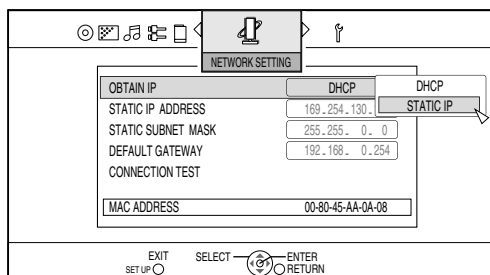 NETWORK SETTING
OBTAIN IP DHCP DHCP
STATIC IP ADDRESS 169.254.130. STATIC IP
STATIC SUBNET MASK 255.255. 0. 0
DEFAULT GATEWAY 192.168. 0.254
CONNECTION TEST
MAC ADDRESS 00-80-45-AA-0A-08
EXIT SELECT ENTER
SET UP RETURN